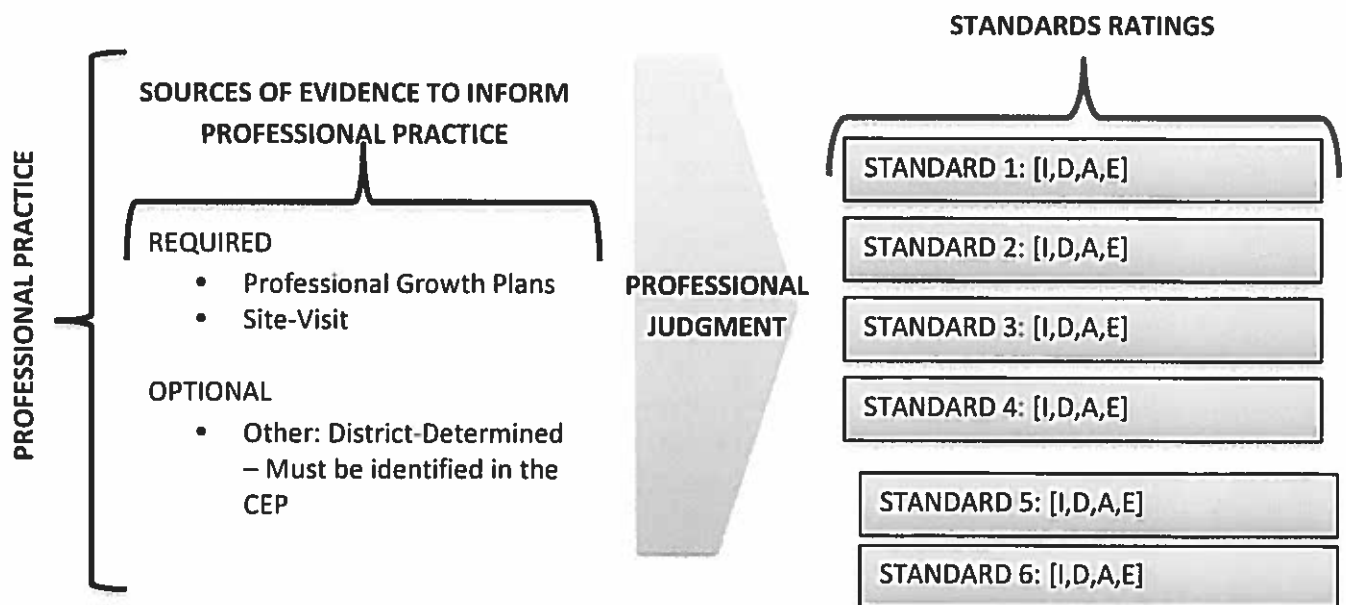 PROFESSIONAL PRACTICE
SOURCES OF EVIDENCE TO INFORM
PROFESSIONAL PRACTICE
REQUIRED
• Professional Growth Plans
• Site-Visit
OPTIONAL
• Other: District-Determined
– Must be identified in the
CEP
PROFESSIONAL
JUDGMENT
STANDARDS RATINGS
STANDARD 1: [I,D,A,E]
STANDARD 2: [I,D,A,E]
STANDARD 3: [I,D,A,E]
STANDARD 4: [I,D,A,E]
STANDARD 5: [I,D,A,E]
STANDARD 6: [I,D,A,E]